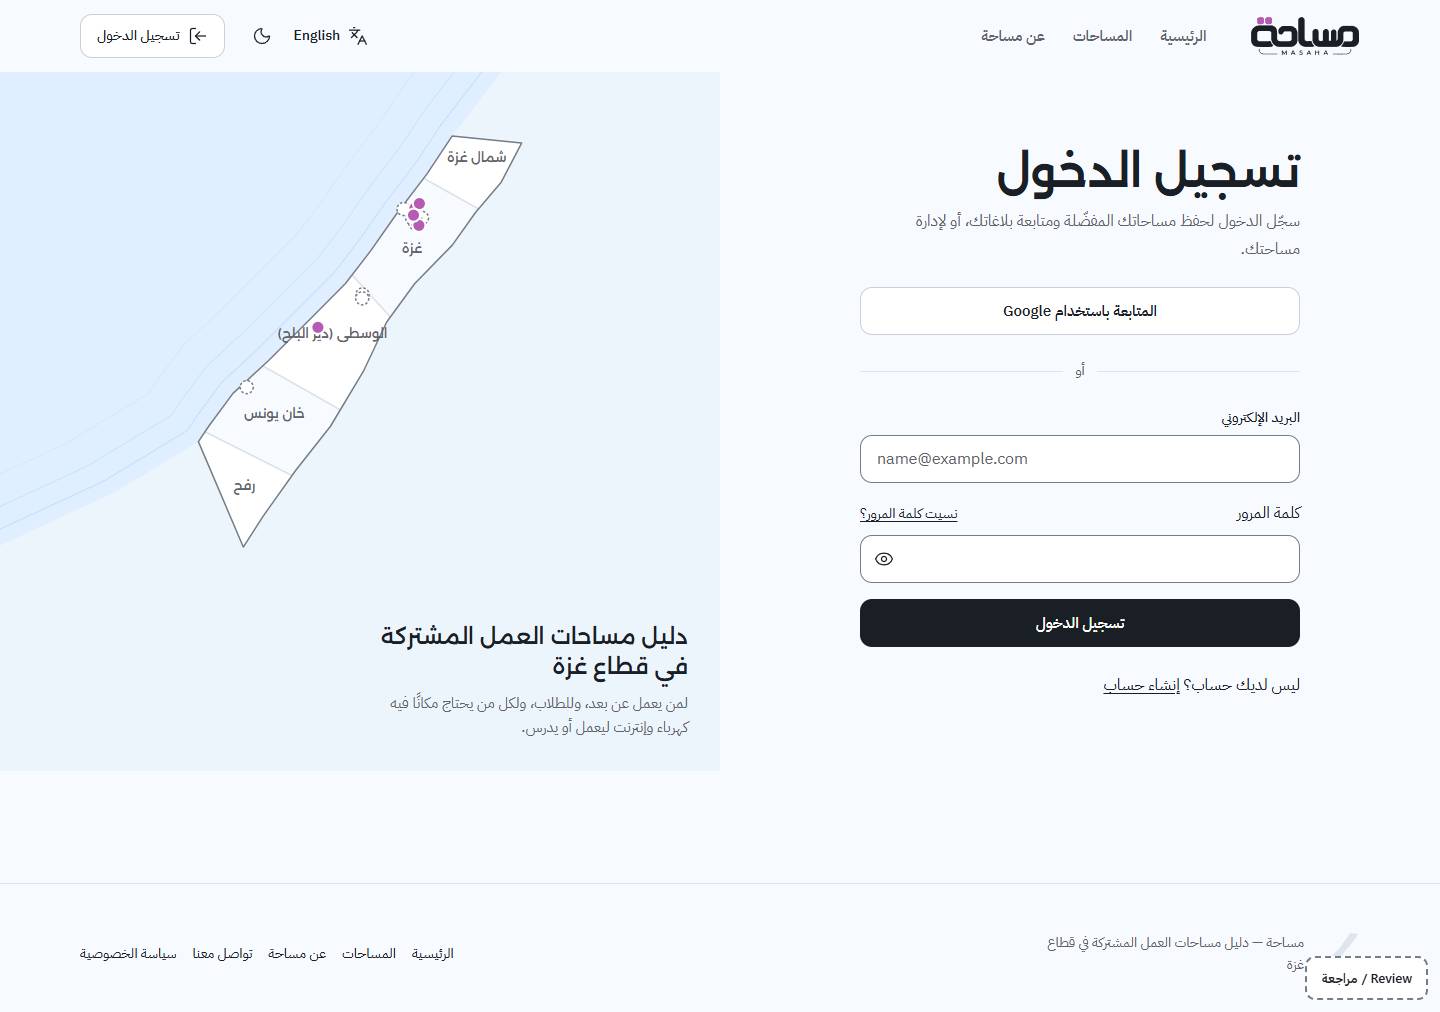 مساحة
MASAHA
الرئيسية
المساحات
عن مساحة
English
تسجيل الدخول
تسجيل الدخول
سجّل الدخول لحفظ مساحاتك المفضّلة ومتابعة بلاغاتك، أو لإدارة
مساحتك.
المتابعة باستخدام Google
أو
البريد الإلكتروني
name@example.com
كلمة المرور
نسيت كلمة المرور؟
تسجيل الدخول
ليس لديك حساب؟ إنشاء حساب
شمال غزة
غزة
الوسطى (دير البلح)
خان يونس
رفح
دليل مساحات العمل المشتركة
في قطاع غزة
لمن يعمل عن بعد، وللطلاب، ولكل من يحتاج مكانًا فيه
كهرباء وإنترنت ليعمل أو يدرس.
مساحة — دليل مساحات العمل المشتركة في قطاع
غزة
الرئيسية
المساحات
عن مساحة
تواصل معنا
سياسة الخصوصية
Review / مراجعة